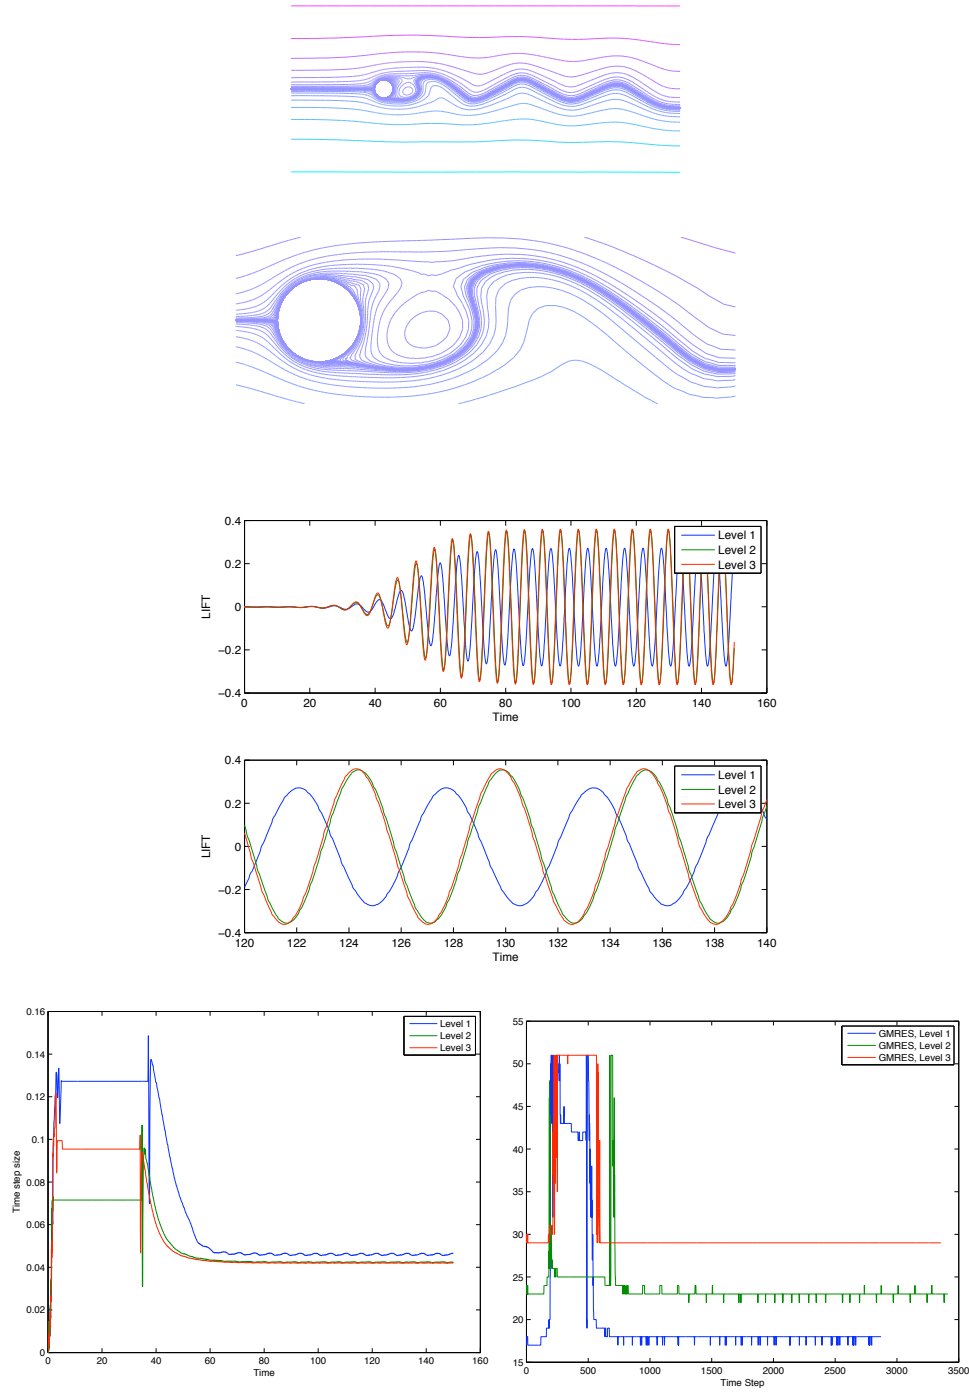 0.4
0.2
0
−0.2
−0.4
LIFT
0 20 40 60 80 100 120 140 160
Time
Level 1
Level 2
Level 3
0.4
0.2
0
−0.2
−0.4
LIFT
120 122 124 126 128 130 132 134 136 138 140
Time
Level 1
Level 2
Level 3
0.16
0.14
0.12
0.1
0.08
0.06
0.04
0.02
0
Time step size
0 20 40 60 80 100 120 140 160
Time
Level 1
Level 2
Level 3
55
50
45
40
35
30
25
20
15
0 500 1000 1500 2000 2500 3000 3500
Time Step
GMRES, Level 1
GMRES, Level 2
GMRES, Level 3